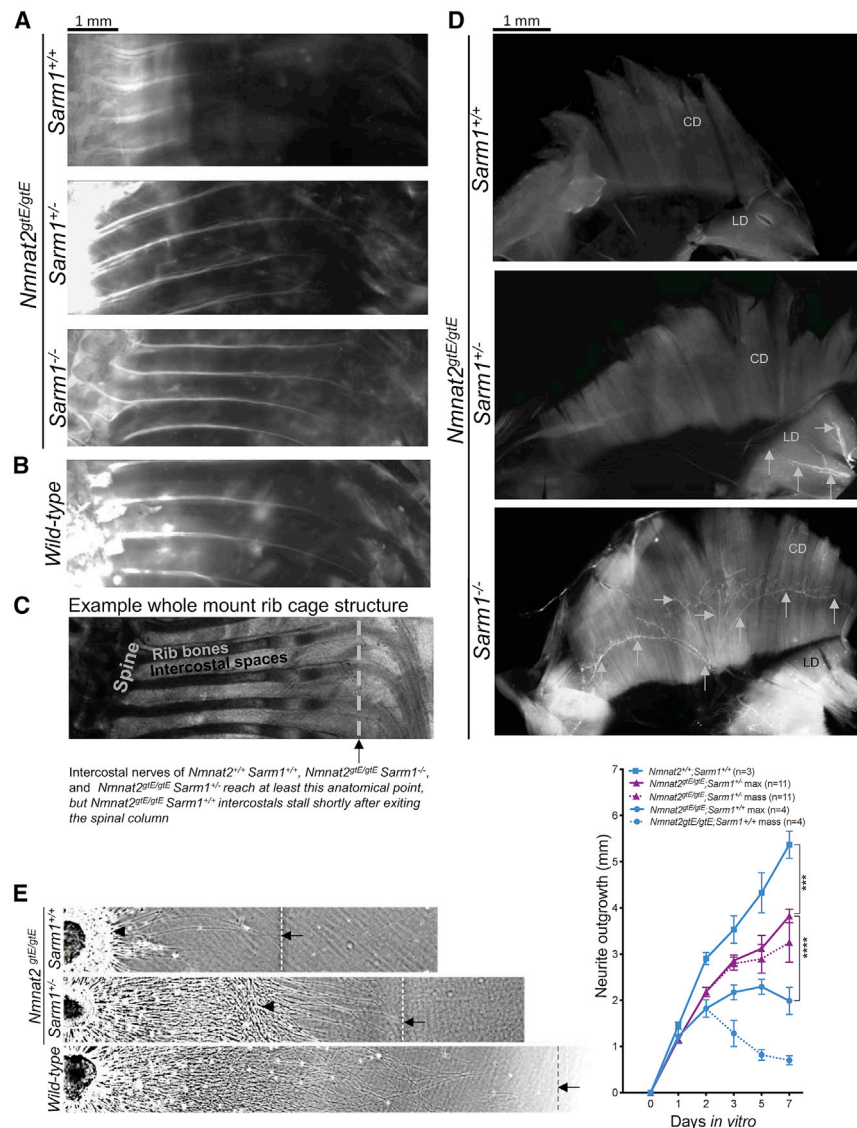 A
1 mm
Nmnat2gtE/gtE
Sarm1+/+
Sarm1+/-
Sarm1-/-
B
Wild-type
C
Example whole mount rib cage structure
Spine
Rib bones
Intercostal spaces
Intercostal nerves of Nmnat2+/+ Sarm1+/+, Nmnat2gtE/gtE Sarm1-/-,
and Nmnat2gtE/gtE Sarm1+/- reach at least this anatomical point,
but Nmnat2gtE/gtE Sarm1+/+ intercostals stall shortly after exiting
the spinal column
D
1 mm
Nmnat2gtE/gtE
Sarm1+/+
CD
LD
Sarm1+/-
CD
LD
Sarm1-/-
CD
LD
E
Nmnat2 gtE/gtE
Sarm1+/+
Sarm1+/-
Wild-type
Nmnat2+/+;Sarm1+/+ (n=3)
Nmnat2gtE/gtE;Sarm1+/- max (n=11)
Nmnat2gtE/gtE;Sarm1+/- mass (n=11)
Nmnat2gtE/gtE;Sarm1+/+ max (n=4)
Nmnat2gtE/gtE;Sarm1+/+ mass (n=4)
Neurite outgrowth (mm)
7
6
5
4
3
2
1
0
0 1 2 3 5 7
Days in vitro
***
****